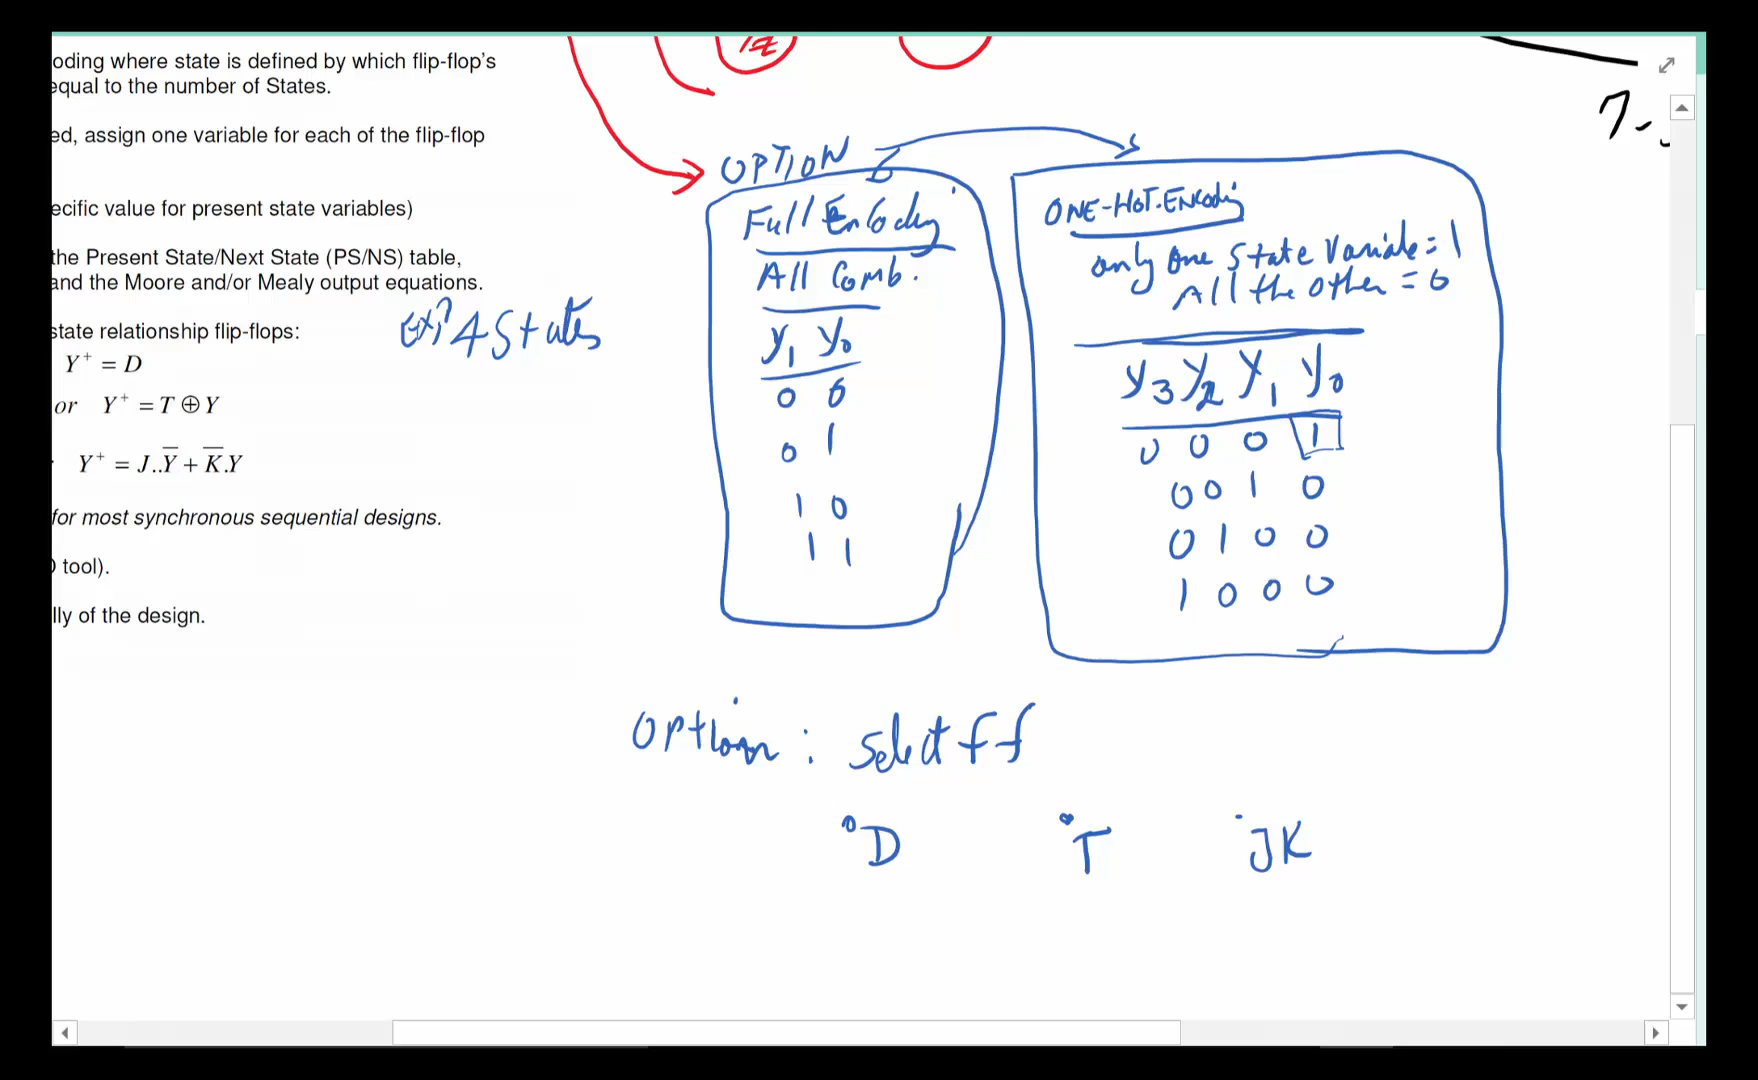 oding where state is defined by which flip-flop's
equal to the number of States.
ed, assign one variable for each of the flip-flop
ecific value for present state variables)
the Present State/Next State (PS/NS) table,
and the Moore and/or Mealy output equations.
state relationship flip-flops:
Y⁺ = D
or Y⁺ = T ⊕ Y
Y⁺ = J..Y̅ + K̅.Y
for most synchronous sequential designs.
tool).
lly of the design.
Ex: 4 States
OPTION
Full Encodg
All Comb.
y₁ y₀
0 0
0 1
1 0
1 1
ONE-HOT-ENCodig
only one State Variable = 1
All the other = 0
y₃ y₂ y₁ y₀
0 0 0 1
0 0 1 0
0 1 0 0
1 0 0 0
Option : Select ff
D T JK